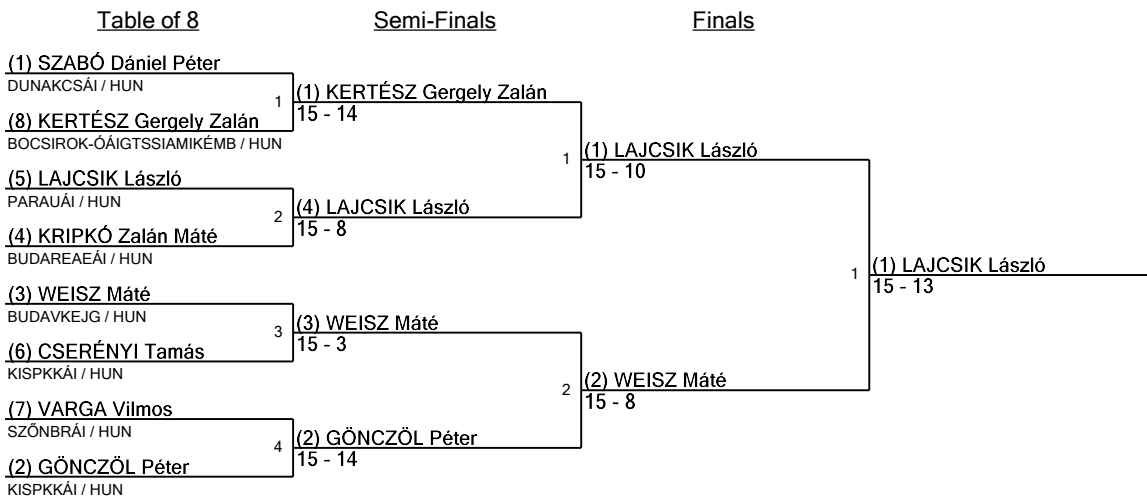 Table of 8
Semi-Finals
Finals
(1) SZABÓ Dániel Péter
DUNAKCSÁI / HUN
1
(1) KERTÉSZ Gergely Zalán
15 - 14
(8) KERTÉSZ Gergely Zalán
BOCSIROK-ÓÁIGTSSIAMIKÉMB / HUN
1
(1) LAJCSIK László
15 - 10
(5) LAJCSIK László
PARAUÁI / HUN
2
(4) LAJCSIK László
15 - 8
(4) KRIPKÓ Zalán Máté
BUDAREAEÁI / HUN
1
(1) LAJCSIK László
15 - 13
(3) WEISZ Máté
BUDAVKEJG / HUN
3
(3) WEISZ Máté
15 - 3
(6) CSERÉNYI Tamás
KISPKKÁI / HUN
2
(2) WEISZ Máté
15 - 8
(7) VARGA Vilmos
SZŐNBRÁI / HUN
4
(2) GÖNCZÖL Péter
15 - 14
(2) GÖNCZÖL Péter
KISPKKÁI / HUN